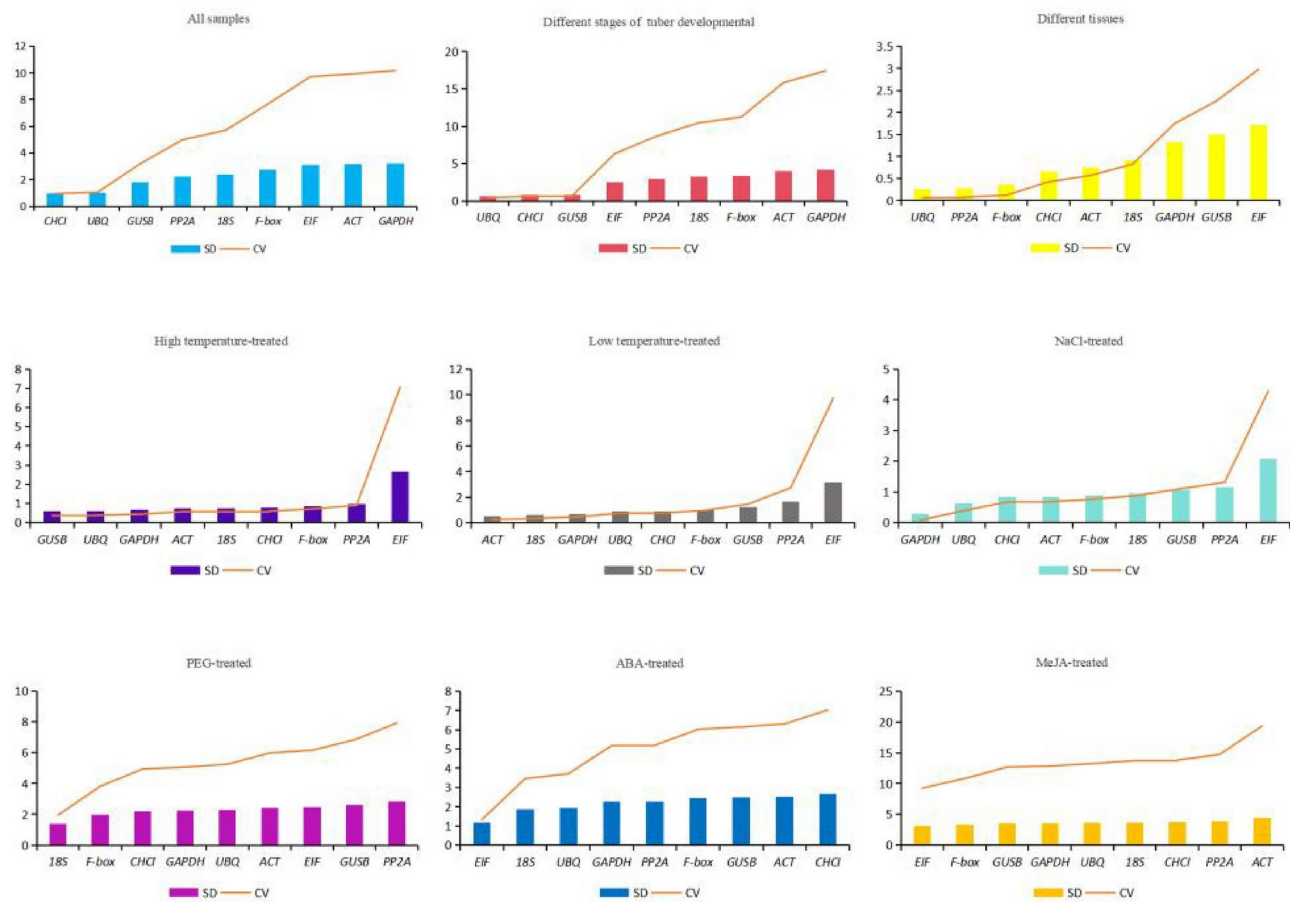 All samples
12
10
8
6
4
2
0
CHCI UBQ GUSB PP2A 18S F-box EIF ACT GAPDH
SD CV
Different stages of tuber developmental
20
15
10
5
0
UBQ CHCI GUSB EIF PP2A 18S F-box ACT GAPDH
SD CV
Different tissues
3.5
3
2.5
2
1.5
1
0.5
0
UBQ PP2A F-box CHCI ACT 18S GAPDH GUSB EIF
SD CV
High temperature-treated
8
7
6
5
4
3
2
1
0
GUSB UBQ GAPDH ACT 18S CHCI F-box PP2A EIF
SD CV
Low temperature-treated
12
10
8
6
4
2
0
ACT 18S GAPDH UBQ CHCI F-box GUSB PP2A EIF
SD CV
NaCl-treated
5
4
3
2
1
0
GAPDH UBQ CHCI ACT F-box 18S GUSB PP2A EIF
SD CV
PEG-treated
10
8
6
4
2
0
18S F-box CHCI GAPDH UBQ ACT EIF GUSB PP2A
SD CV
ABA-treated
8
7
6
5
4
3
2
1
0
EIF 18S UBQ GAPDH PP2A F-box GUSB ACT CHCI
SD CV
MeJA-treated
25
20
15
10
5
0
EIF F-box GUSB GAPDH UBQ 18S CHCI PP2A ACT
SD CV